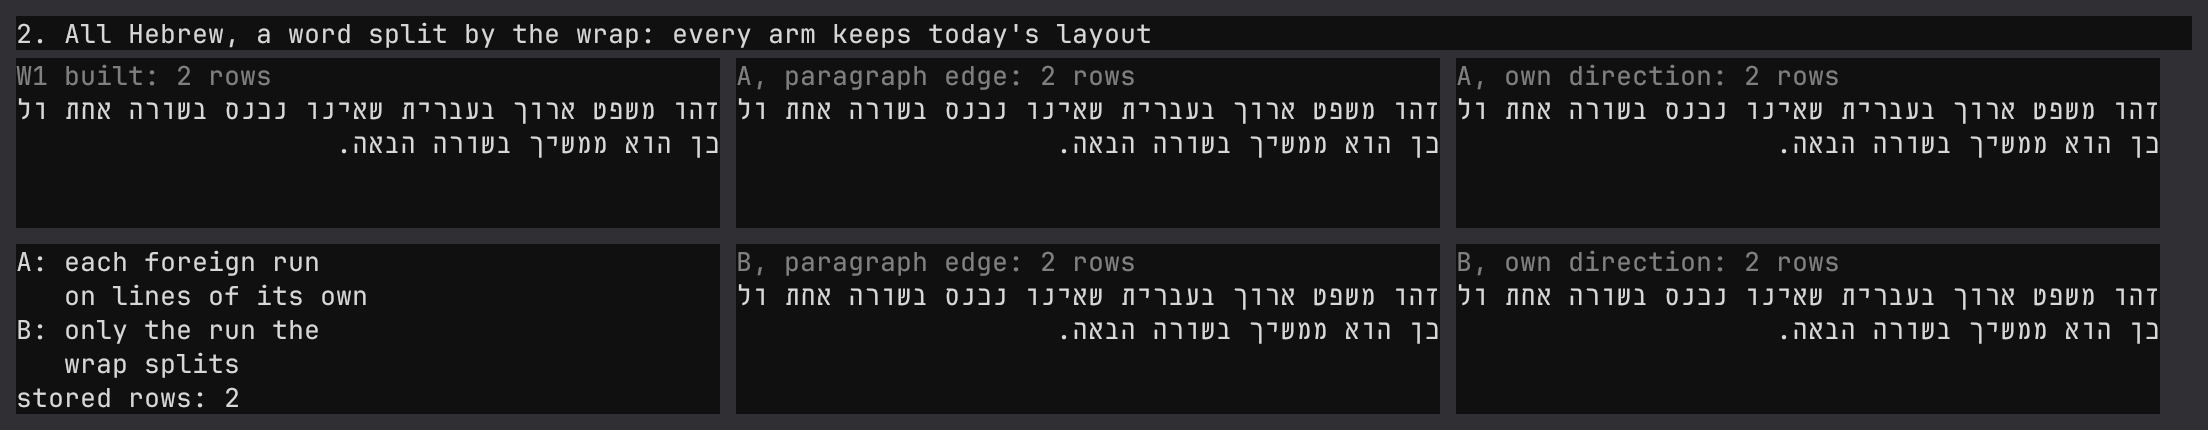 2. All Hebrew, a word split by the wrap: every arm keeps today's layout
W1 built: 2 rows
זהו משפט ארוך בעברית שאינו נכנס בשורה אחת ול
כן הוא ממשיך בשורה הבאה.
A, paragraph edge: 2 rows
זהו משפט ארוך בעברית שאינו נכנס בשורה אחת ול
כן הוא ממשיך בשורה הבאה.
A, own direction: 2 rows
זהו משפט ארוך בעברית שאינו נכנס בשורה אחת ול
כן הוא ממשיך בשורה הבאה.
A: each foreign run
on lines of its own
B: only the run the
wrap splits
stored rows: 2
B, paragraph edge: 2 rows
זהו משפט ארוך בעברית שאינו נכנס בשורה אחת ול
כן הוא ממשיך בשורה הבאה.
B, own direction: 2 rows
זהו משפט ארוך בעברית שאינו נכנס בשורה אחת ול
כן הוא ממשיך בשורה הבאה.